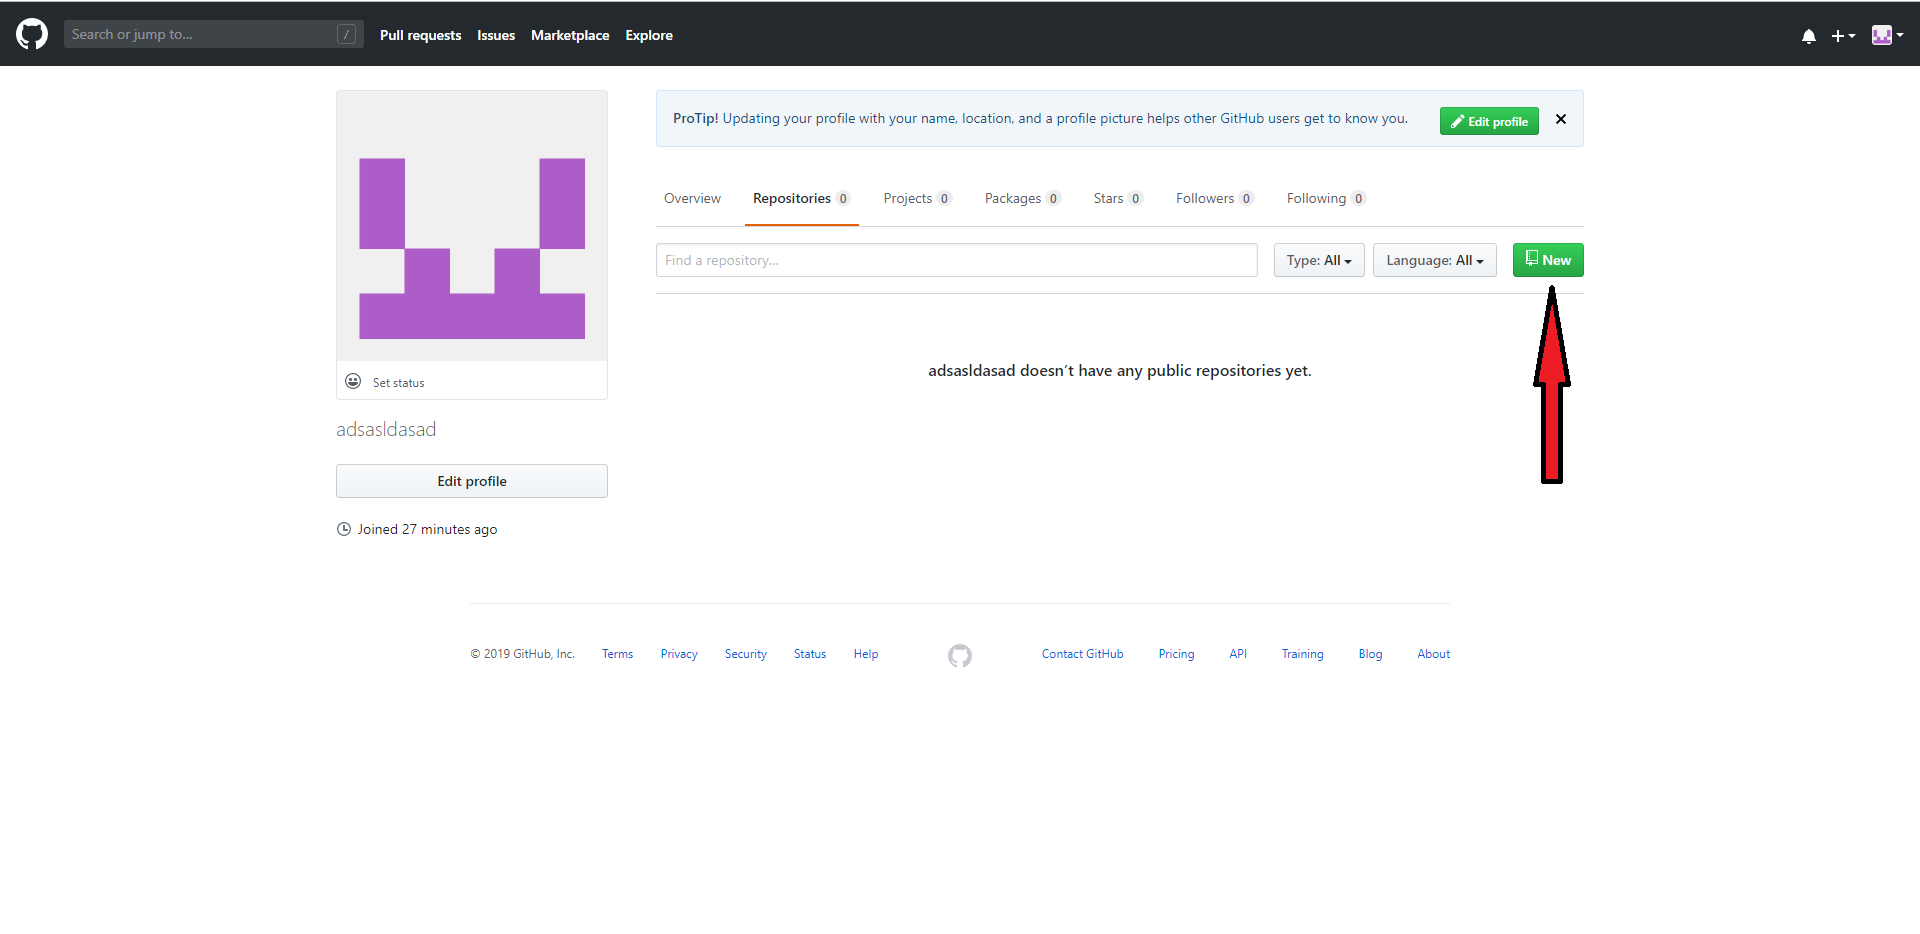 Search or jump to... /
Pull requests Issues Marketplace Explore
ProTip! Updating your profile with your name, location, and a profile picture helps other GitHub users get to know you.
Edit profile
Overview Repositories 0 Projects 0 Packages 0 Stars 0 Followers 0 Following 0
Find a repository...
Type: All
Language: All
New
adsasldasad doesn’t have any public repositories yet.
Set status
adsasldasad
Edit profile
Joined 27 minutes ago
© 2019 GitHub, Inc. Terms Privacy Security Status Help Contact GitHub Pricing API Training Blog About